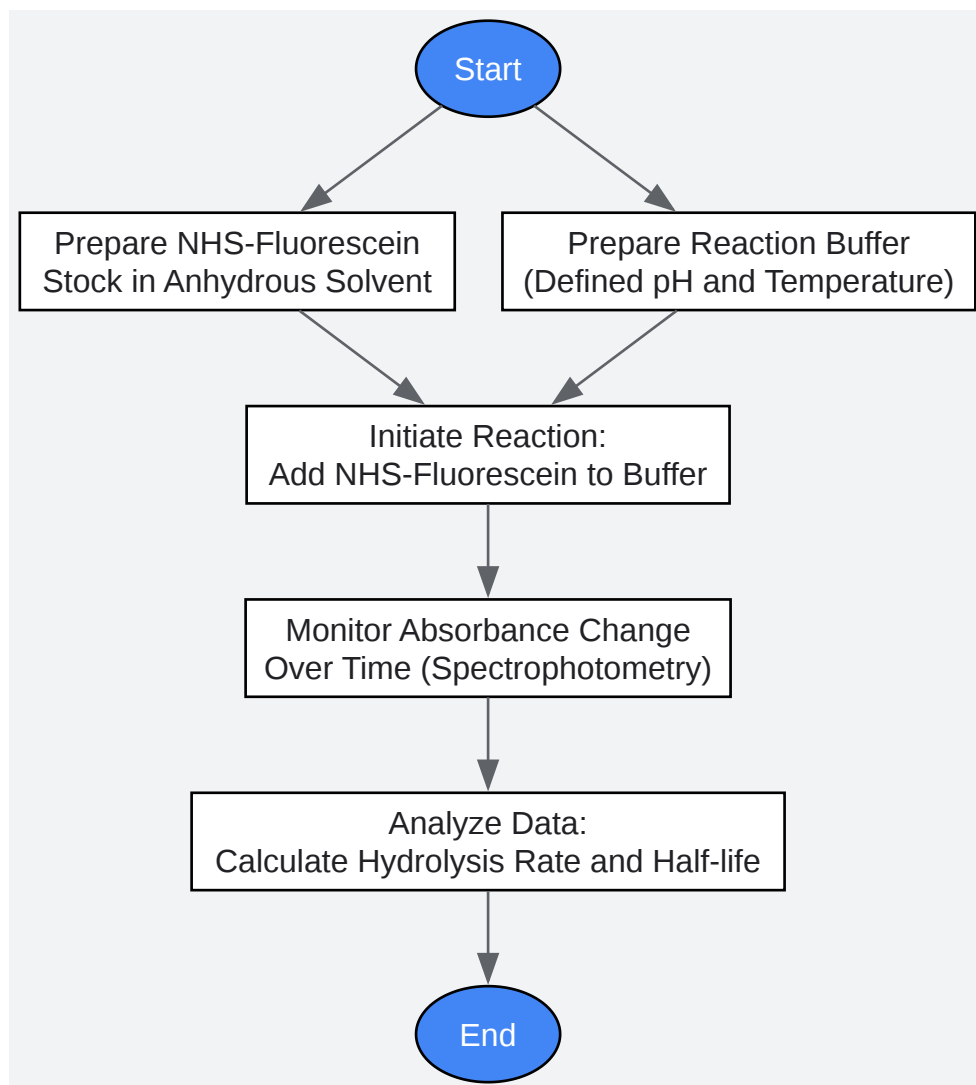 Start
Prepare NHS-Fluorescein
Stock in Anhydrous Solvent
Prepare Reaction Buffer
(Defined pH and Temperature)
Initiate Reaction:
Add NHS-Fluorescein to Buffer
Monitor Absorbance Change
Over Time (Spectrophotometry)
Analyze Data:
Calculate Hydrolysis Rate and Half-life
End